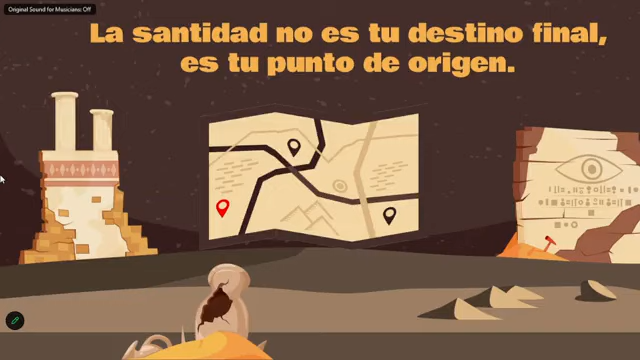 Original Sound for Musicians: Off
La santidad no es tu destino final,
es tu punto de origen.